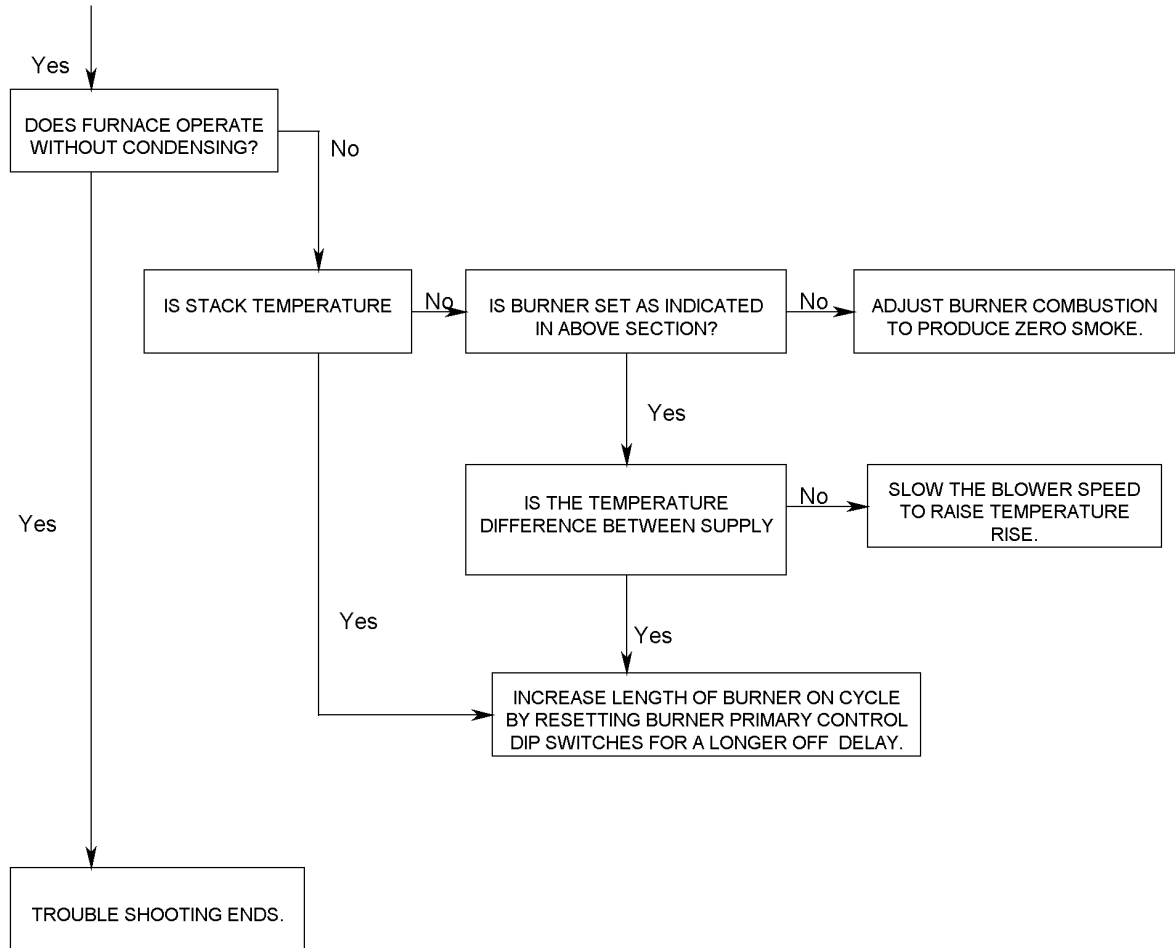 Yes
DOES FURNACE OPERATE
WITHOUT CONDENSING?
No
IS STACK TEMPERATURE
No
IS BURNER SET AS INDICATED
IN ABOVE SECTION?
No
ADJUST BURNER COMBUSTION
TO PRODUCE ZERO SMOKE.
Yes
IS THE TEMPERATURE
DIFFERENCE BETWEEN SUPPLY
No
SLOW THE BLOWER SPEED
TO RAISE TEMPERATURE
RISE.
Yes
Yes
Yes
INCREASE LENGTH OF BURNER ON CYCLE
BY RESETTING BURNER PRIMARY CONTROL
DIP SWITCHES FOR A LONGER OFF DELAY.
TROUBLE SHOOTING ENDS.